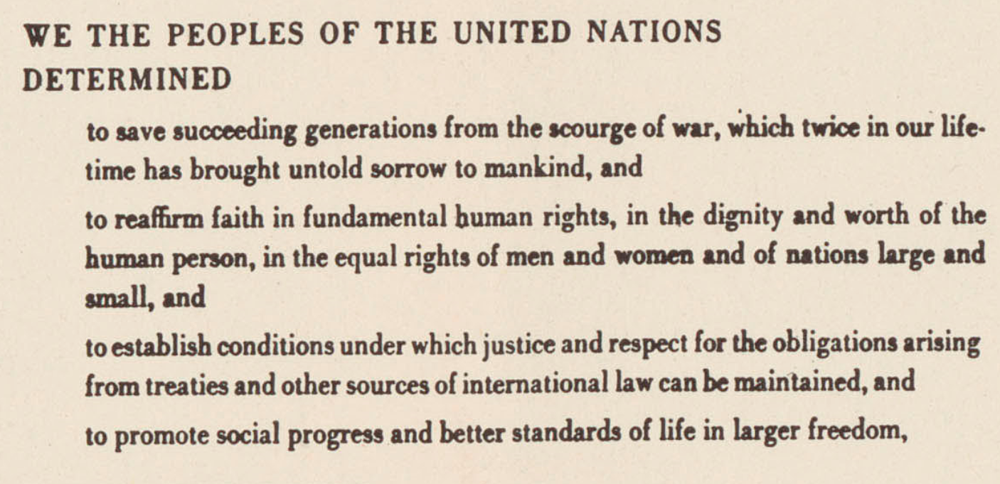 WE THE PEOPLES OF THE UNITED NATIONS
DETERMINED
to save succeeding generations from the scourge of war, which twice in our life-
time has brought untold sorrow to mankind, and
to reaffirm faith in fundamental human rights, in the dignity and worth of the
human person, in the equal rights of men and women and of nations large and
small, and
to establish conditions under which justice and respect for the obligations arising
from treaties and other sources of international law can be maintained, and
to promote social progress and better standards of life in larger freedom,